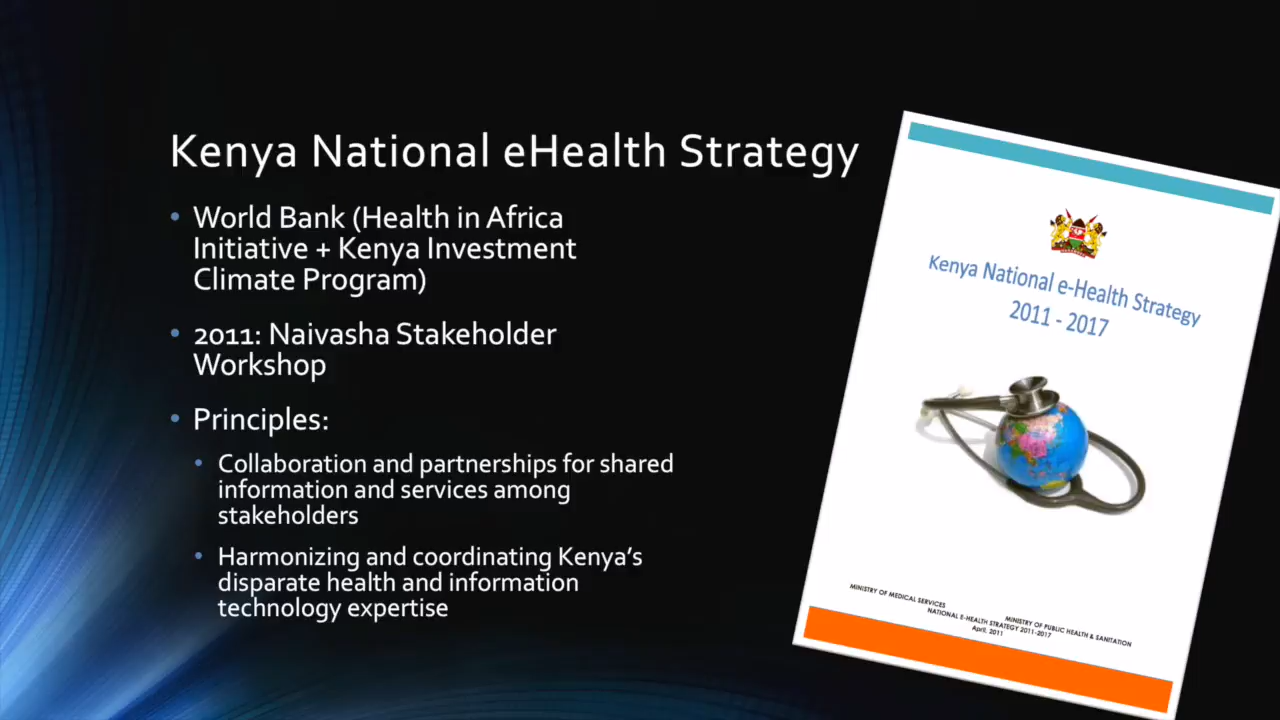 Kenya National eHealth Strategy
• World Bank (Health in Africa
Initiative + Kenya Investment
Climate Program)
• 2011: Naivasha Stakeholder
Workshop
• Principles:
• Collaboration and partnerships for shared
information and services among
stakeholders
• Harmonizing and coordinating Kenya's
disparate health and information
technology expertise
Kenya National e-Health Strategy
2011 - 2017
MINISTRY OF MEDICAL SERVICES
MINISTRY OF PUBLIC HEALTH & SANITATION
NATIONAL E-HEALTH STRATEGY 2011-2017
April, 2011